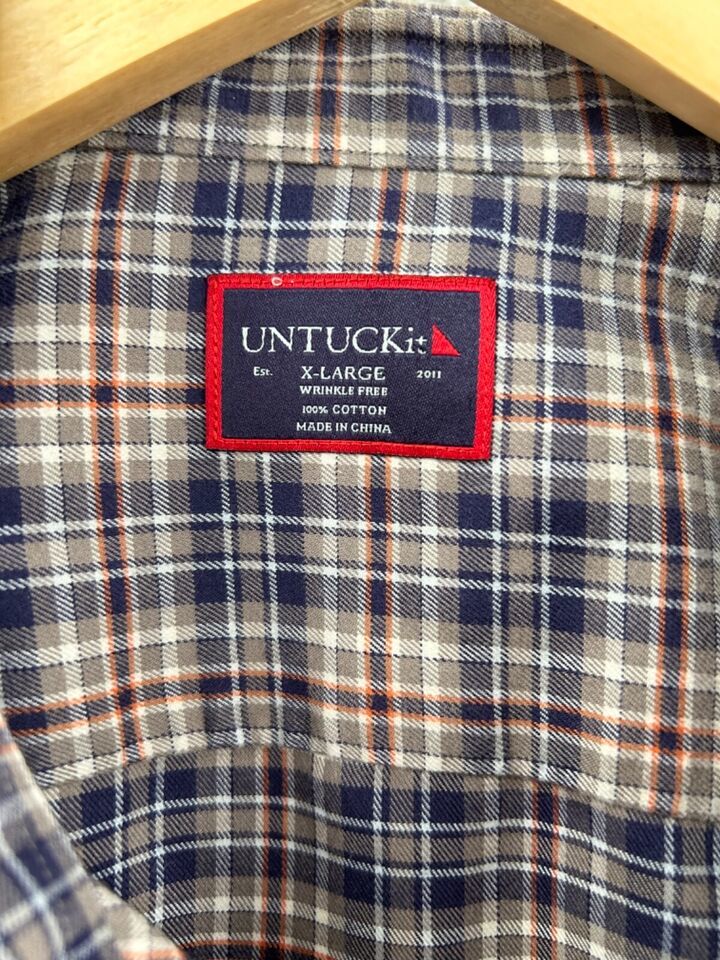 UNTUCKit
Est. X-LARGE 2011
WRINKLE FREE
100% COTTON
MADE IN CHINA